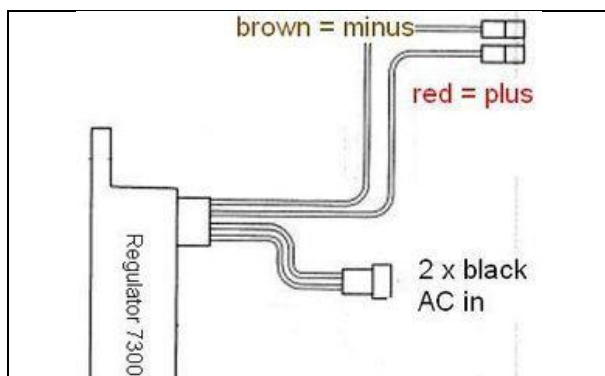 brown = minus
red = plus
2 x black
AC in
Regulator 7300